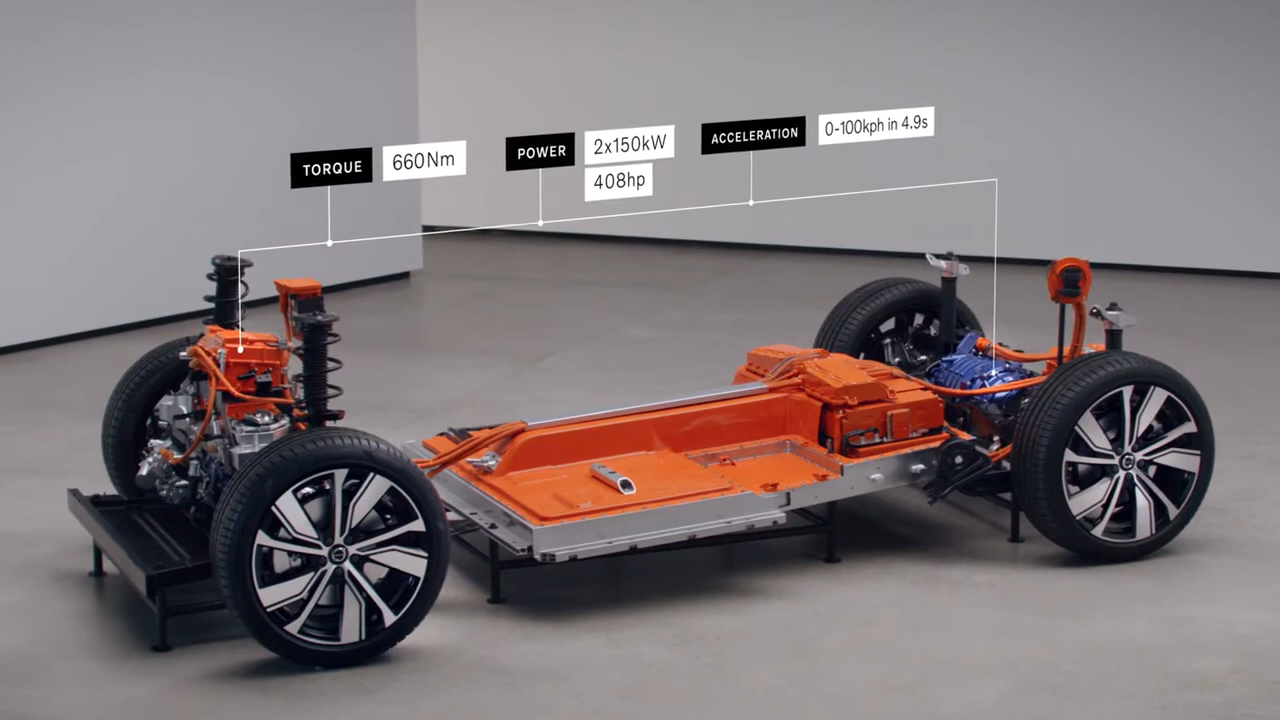 TORQUE
660Nm
POWER
2x150kW
408hp
ACCELERATION
0-100kph in 4.9s